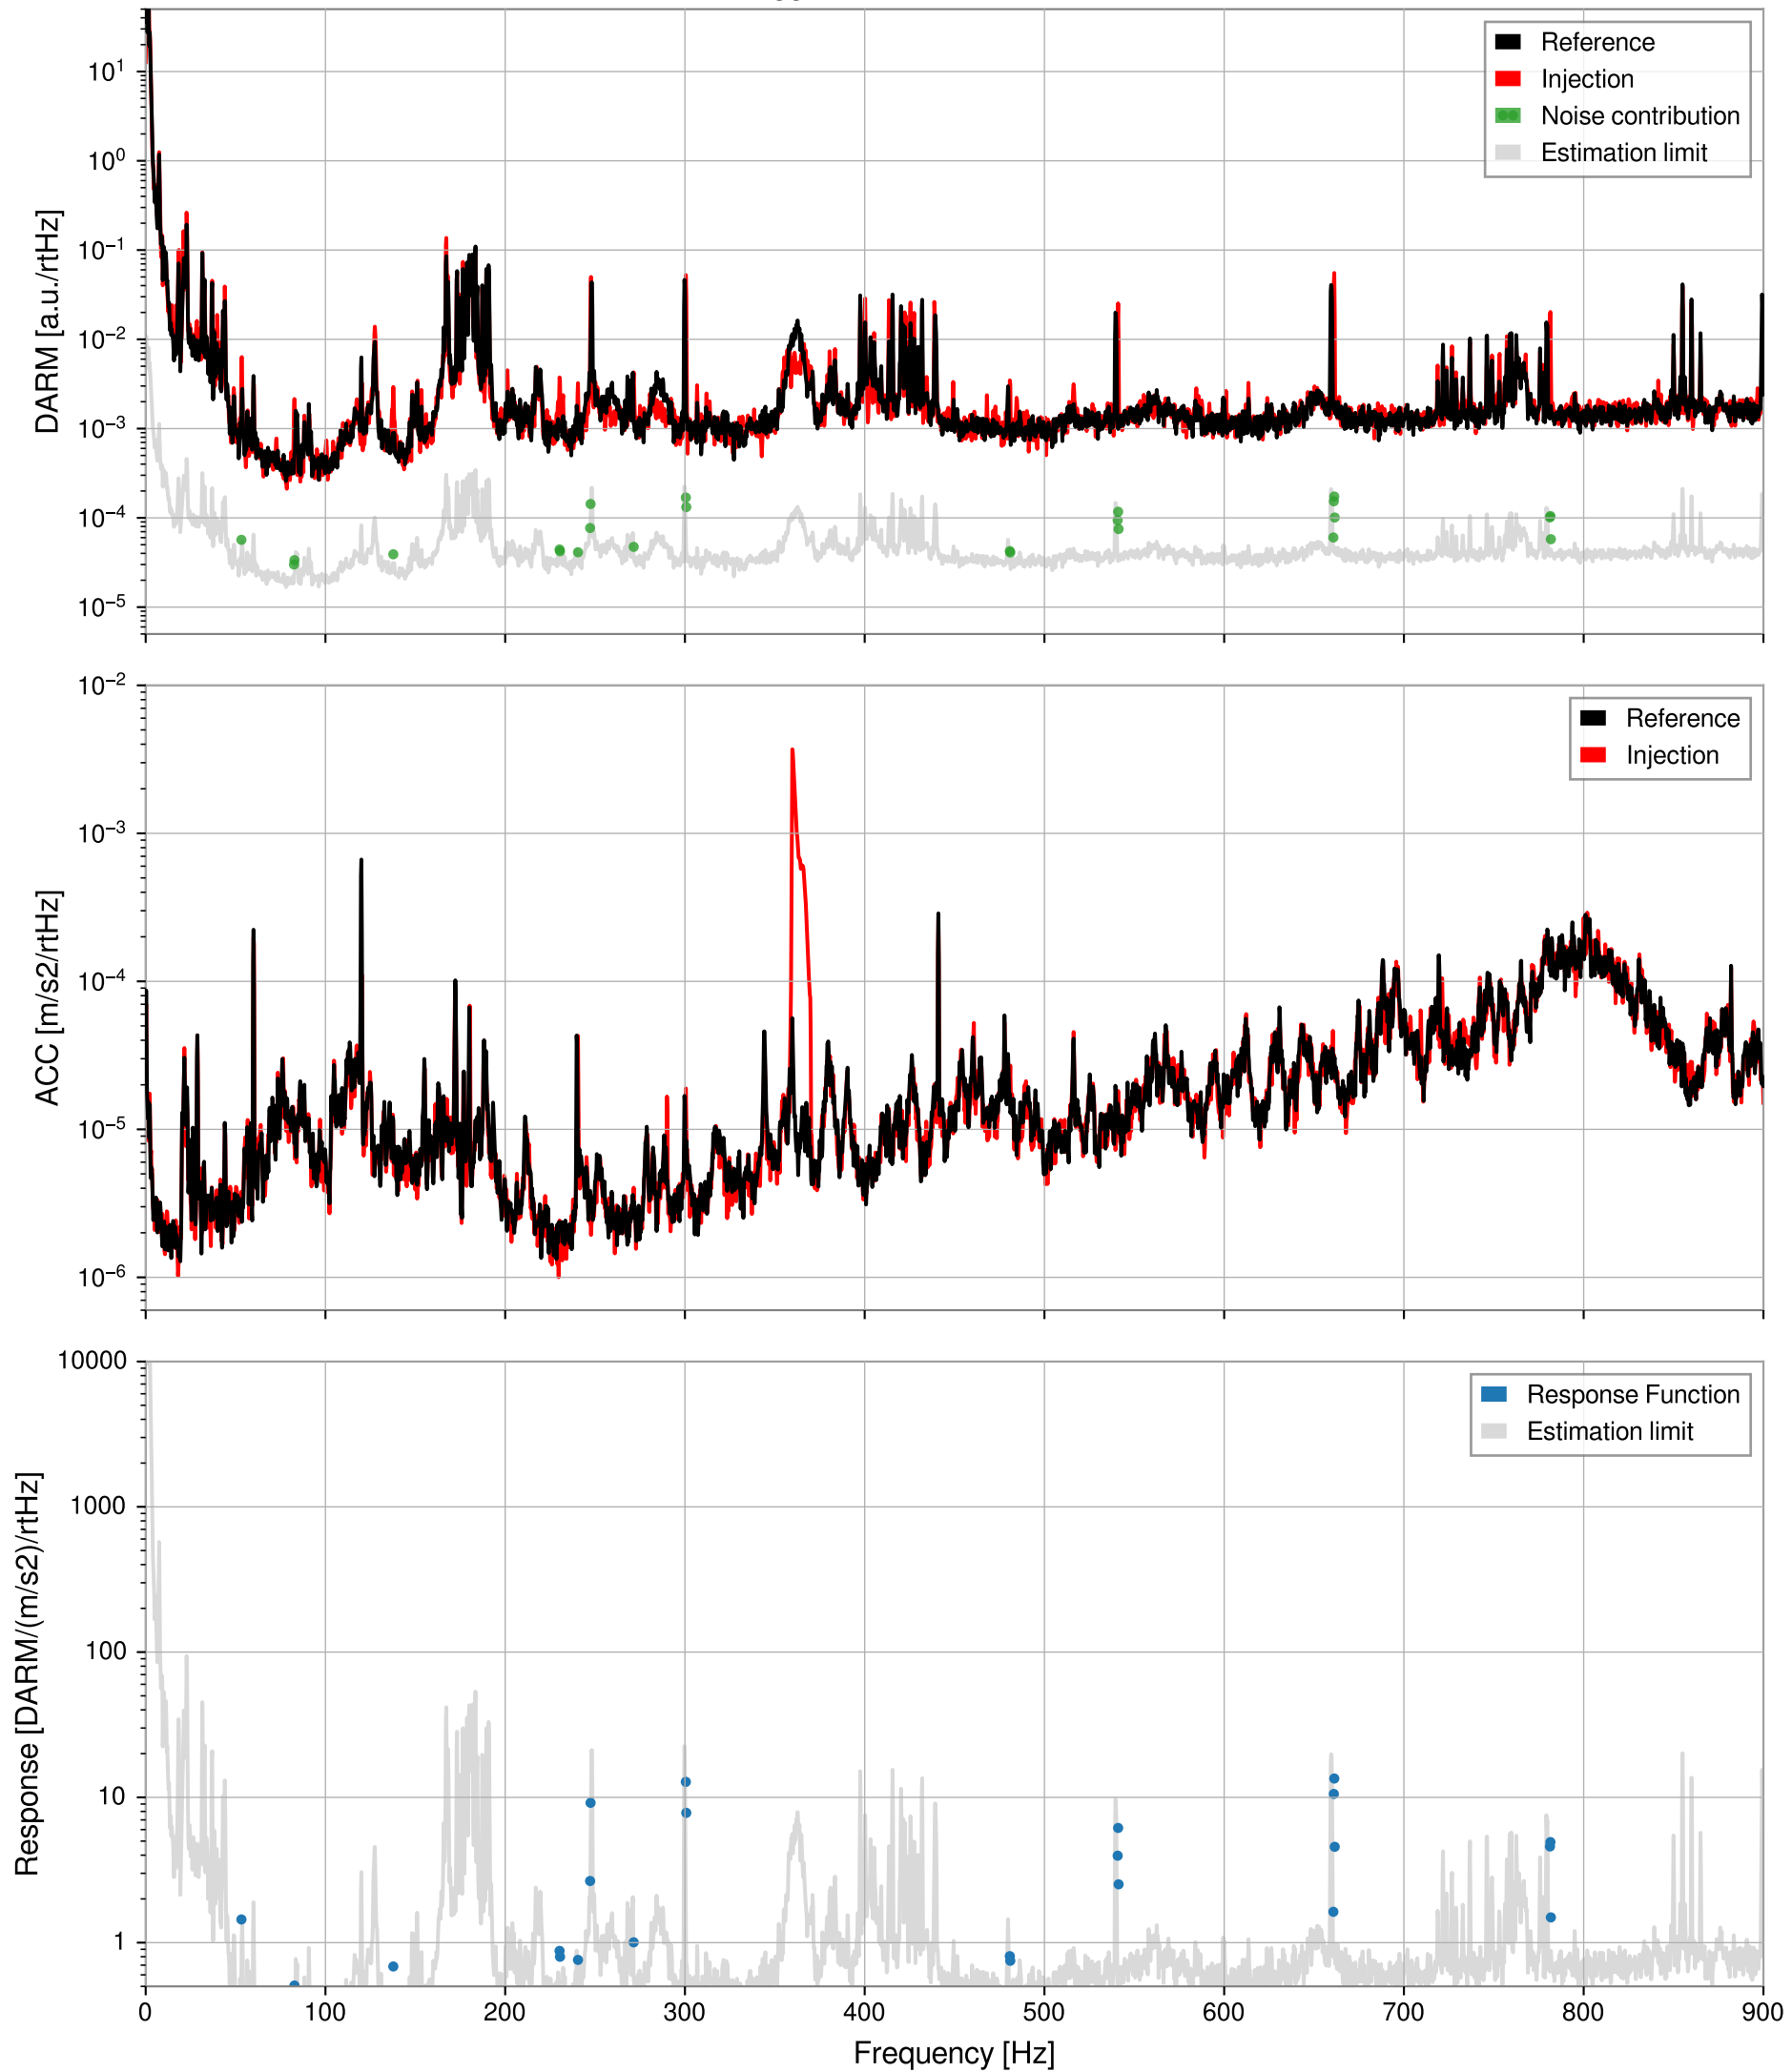 10¹
10⁰
10⁻¹
10⁻²
10⁻³
10⁻⁴
10⁻⁵
DARM [a.u./rtHz]
Reference
Injection
Noise contribution
Estimation limit
10⁻²
10⁻³
10⁻⁴
10⁻⁵
10⁻⁶
ACC [m/s2/rtHz]
Reference
Injection
10000
1000
100
10
1
Response [DARM/(m/s2)/rtHz]
Response Function
Estimation limit
0 100 200 300 400 500 600 700 800 900
Frequency [Hz]